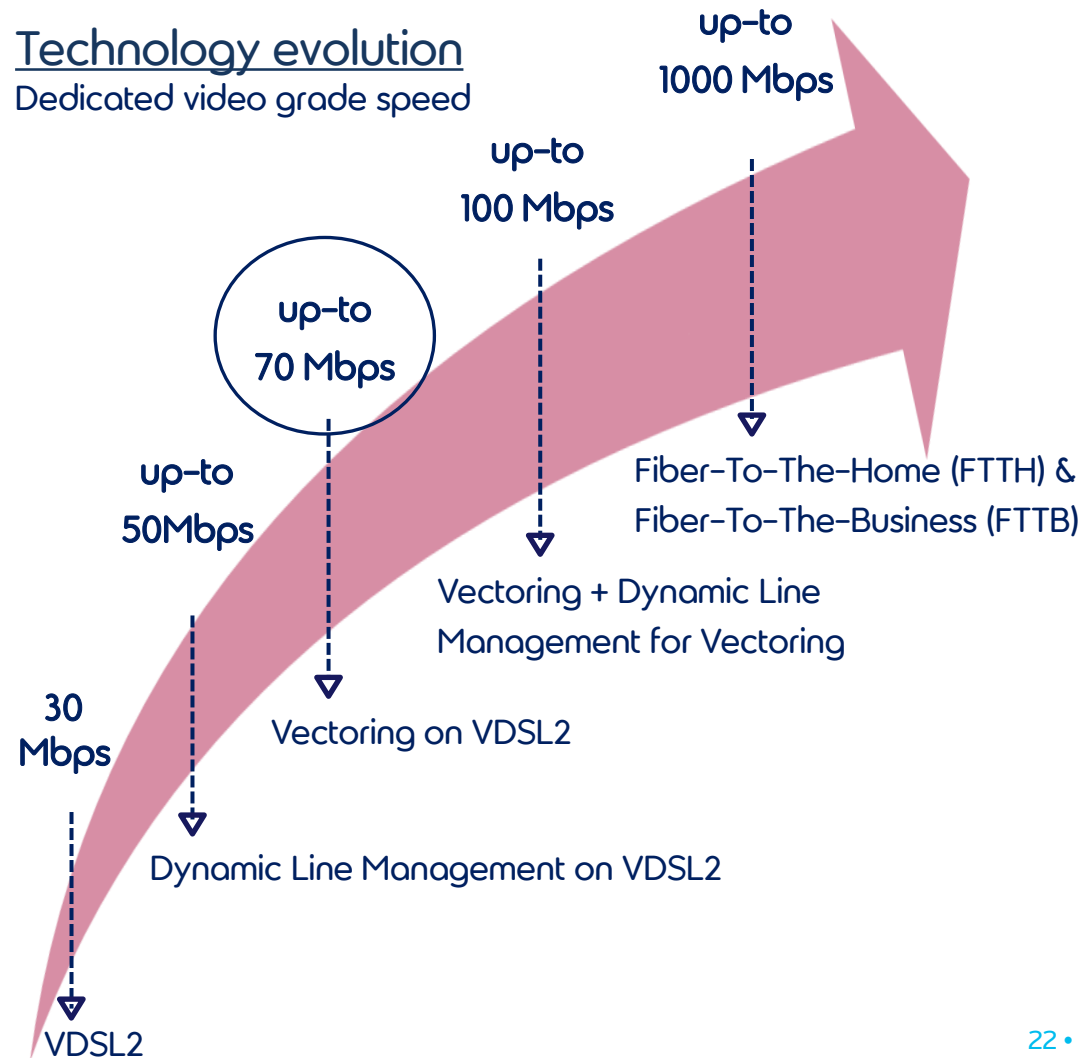 Technology evolution
Dedicated video grade speed
up-to
1000 Mbps
up-to
100 Mbps
up-to
70 Mbps
up-to
50Mbps
30
Mbps
Fiber-To-The-Home (FTTH) &
Fiber-To-The-Business (FTTB)
Vectoring + Dynamic Line
Management for Vectoring
Vectoring on VDSL2
Dynamic Line Management on VDSL2
VDSL2
22 •